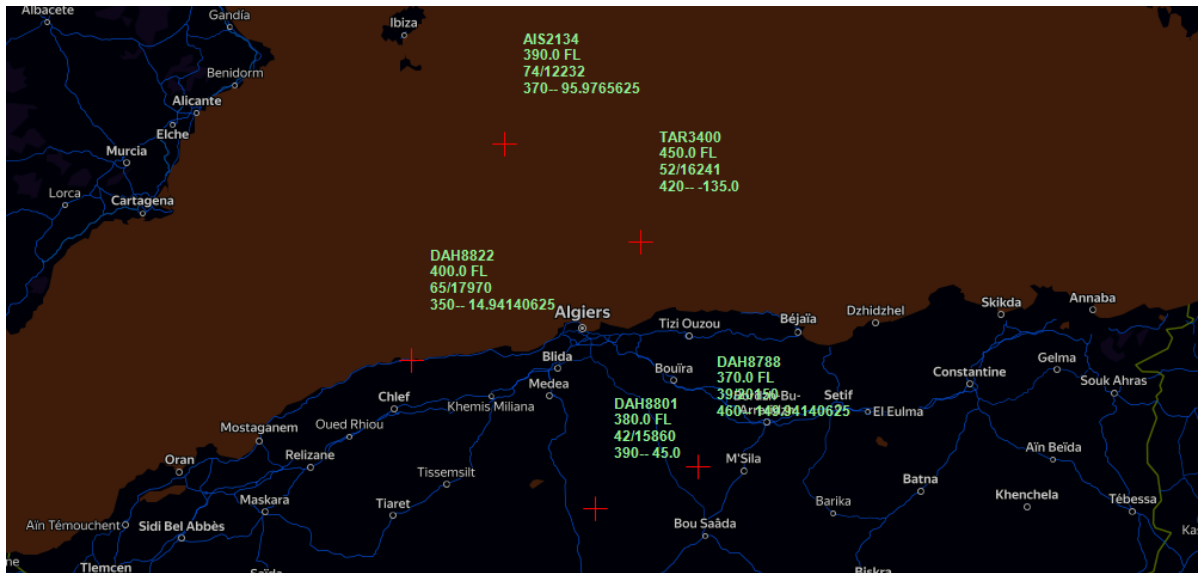 Albacete
Gandía
Ibiza
AIS2134
390.0 FL
74/12232
370-- 95.9765625
Benidorm
Alicante
Elche
TAR3400
450.0 FL
52/16241
420-- -135.0
Murcia
Lorca
Cartagena
DAH8822
400.0 FL
65/17970
350-- 14.94140625
Algiers
Tizi Ouzou
Béjaïa
Dzhidzhel
Skikda
Annaba
Blida
Medea
Bouïra
DAH8788
370.0 FL
Setif
El Eulma
Constantine
Gelma
Souk Ahras
Chlef
Khemis Miliana
DAH8801
380.0 FL
42/15860
390-- 45.0
Mostaganem
Oued Rhiou
Oran
Relizane
Tissemsilt
M'Sila
Aïn Beïda
Batna
Khenchela
Tébessa
Maskara
Tiaret
Barika
Aïn Témouchent
Sidi Bel Abbès
Bou Saâda
Tlemcen